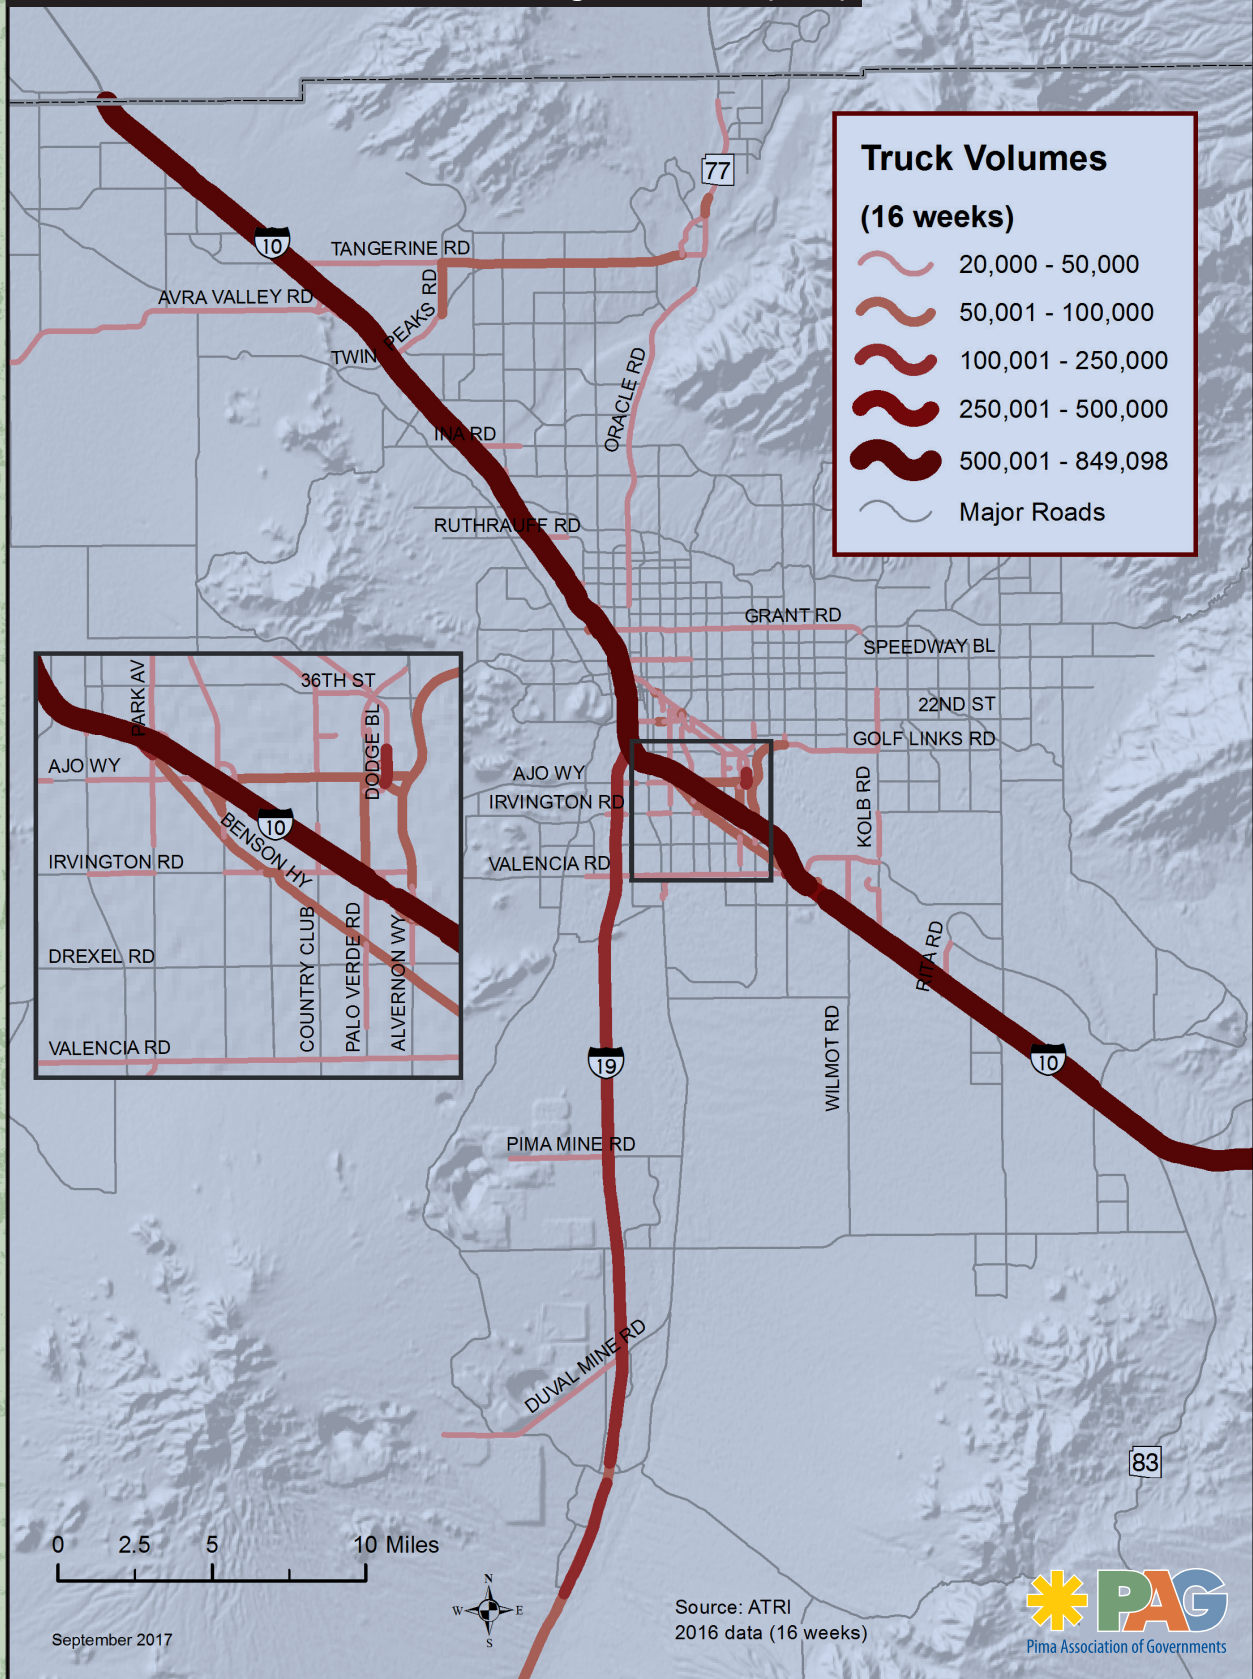 77
Truck Volumes
(16 weeks)
20,000 - 50,000
50,001 - 100,000
100,001 - 250,000
250,001 - 500,000
500,001 - 849,098
Major Roads
10
TANGERINE RD
AVRA VALLEY RD
TWIN PEAKS RD
ORACLE RD
INA RD
RUTHRAUFF RD
GRANT RD
SPEEDWAY BL
22ND ST
GOLF LINKS RD
AJO WY
IRVINGTON RD
VALENCIA RD
KOLB RD
RITA RD
WILMOT RD
10
19
PIMA MINE RD
DUVAL MINE RD
83
PARK AV
36TH ST
DODGE BL
AJO WY
10
BENSON HY
IRVINGTON RD
DREXEL RD
COUNTRY CLUB
PALO VERDE RD
ALVERNON WY
VALENCIA RD
0 2.5 5 10 Miles
N
W E
S
September 2017
Source: ATRI
2016 data (16 weeks)
PAG
Pima Association of Governments